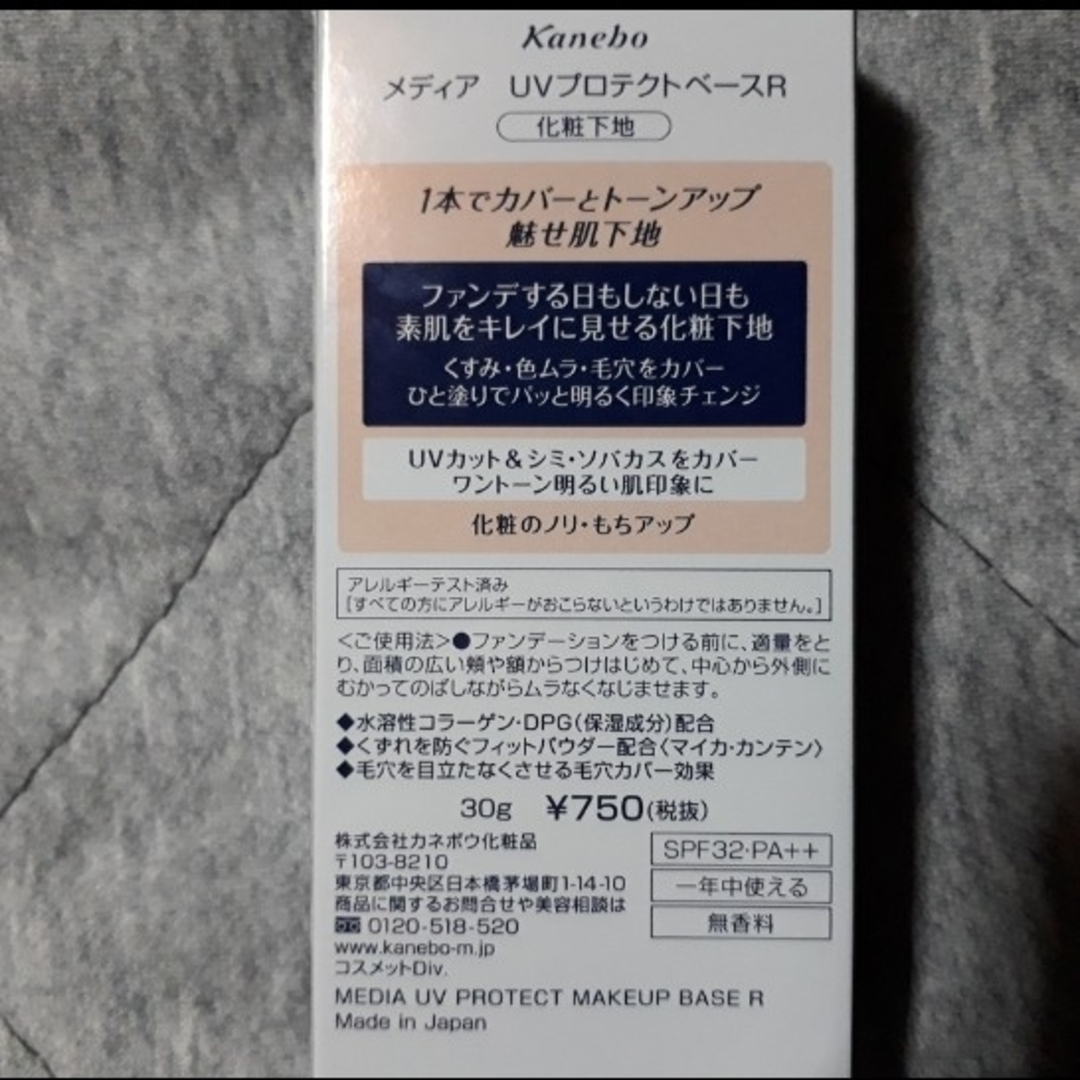 Kanebo
メディア UVプロテクトベースR
化粧下地
1本でカバーとトーンアップ
魅せ肌下地
ファンデする日もしない日も
素肌をキレイに見せる化粧下地
くすみ・色ムラ・毛穴をカバー
ひと塗りでパッと明るく印象チェンジ
UVカット&シミ・ソバカスをカバー
ワントーン明るい肌印象に
化粧のノリ・もちアップ
アレルギーテスト済み
[すべての方にアレルギーがおこらないというわけではありません。]
<ご使用法>●ファンデーションをつける前に、適量をと
り、面積の広い頬や額からつけはじめて、中心から外側に
むかってのばしながらムラなくなじませます。
◆水溶性コラーゲン・DPG(保湿成分)配合
◆くずれを防ぐフィットパウダー配合〈マイカ・カンテン〉
◆毛穴を目立たなくさせる毛穴カバー効果
30g ¥750(税抜)
株式会社カネボウ化粧品
〒103-8210
東京都中央区日本橋茅場町1-14-10
商品に関するお問合せや美容相談は
0120-518-520
www.kanebo-m.jp
コスメットDiv.
SPF32・PA++
一年中使える
無香料
MEDIA UV PROTECT MAKEUP BASE R
Made in Japan